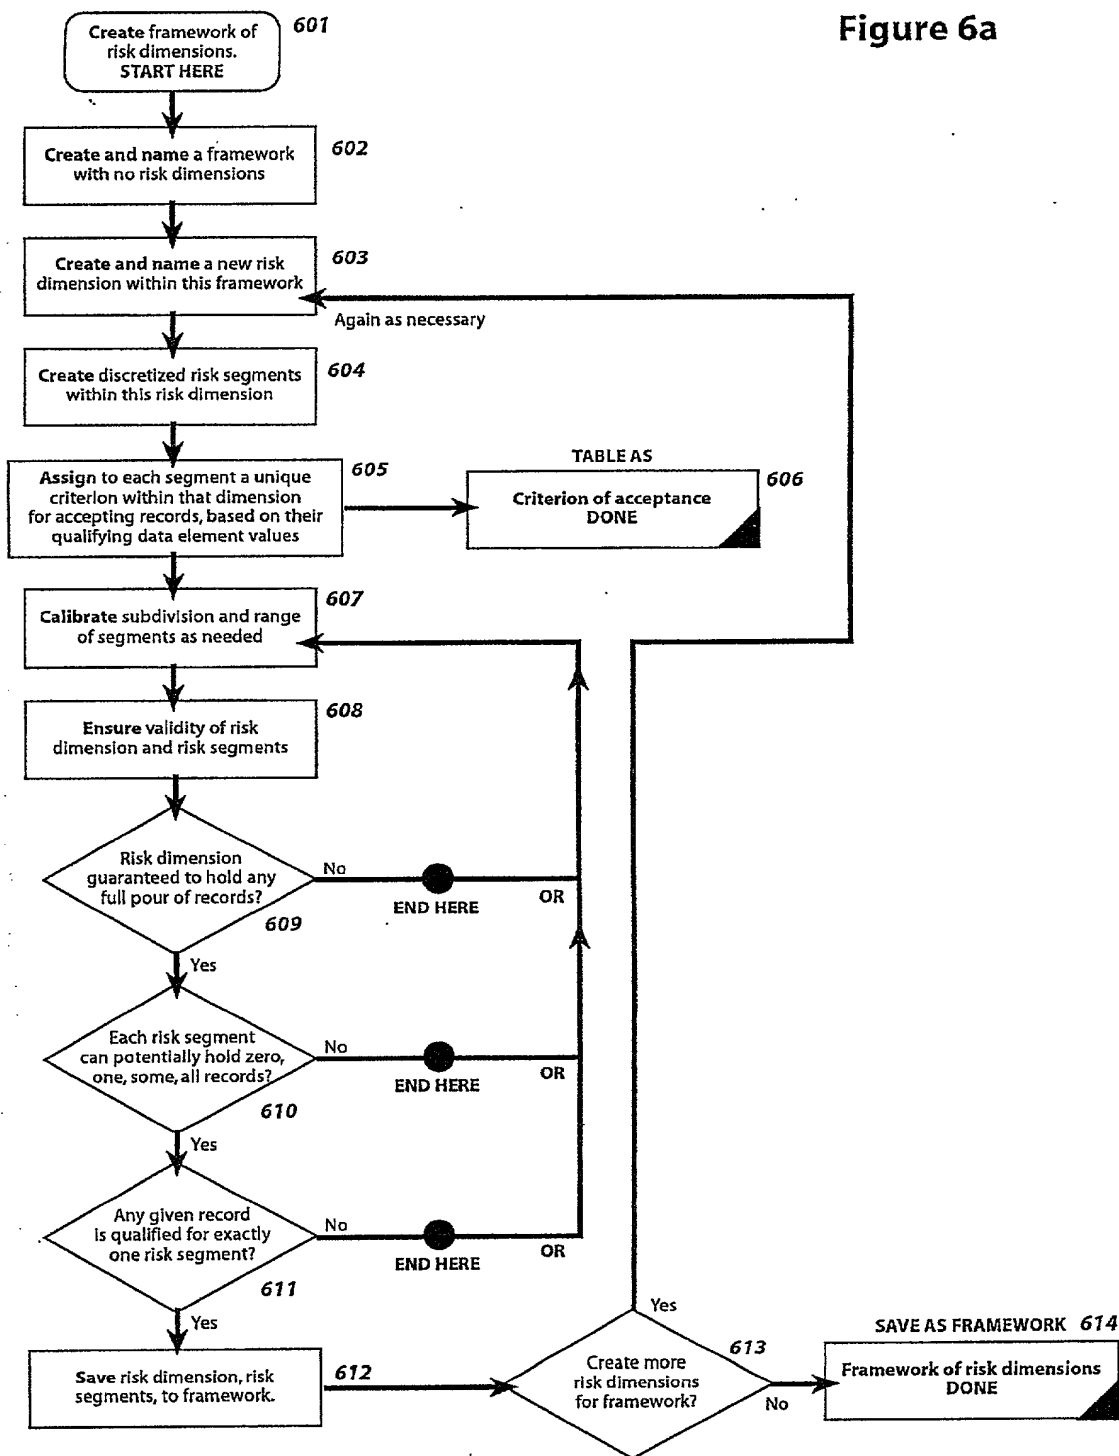 Figure 6a
Create framework of
risk dimensions.
START HERE
601
Create and name a framework
with no risk dimensions
602
Create and name a new risk
dimension within this framework
603
Again as necessary
Create discretized risk segments
within this risk dimension
604
Assign to each segment a unique
criterion within that dimension
for accepting records, based on their
qualifying data element values
605
TABLE AS
Criterion of acceptance
DONE
606
Calibrate subdivision and range
of segments as needed
607
Ensure validity of risk
dimension and risk segments
608
Risk dimension
guaranteed to hold any
full pour of records?
609
No
END HERE
OR
Yes
Each risk segment
can potentially hold zero,
one, some, all records?
610
No
END HERE
OR
Yes
Any given record
is qualified for exactly
one risk segment?
611
No
END HERE
OR
Yes
Save risk dimension, risk
segments, to framework.
612
Create more
risk dimensions
for framework?
613
Yes
No
SAVE AS FRAMEWORK 614
Framework of risk dimensions
DONE